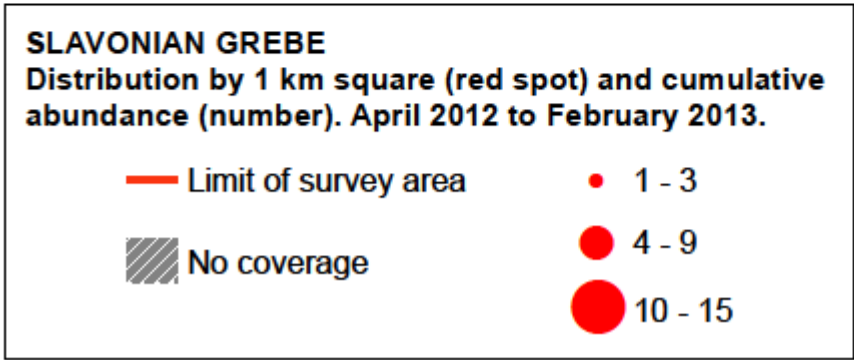 SLAVONIAN GREBE
Distribution by 1 km square (red spot) and cumulative
abundance (number). April 2012 to February 2013.
Limit of survey area
No coverage
1 - 3
4 - 9
10 - 15